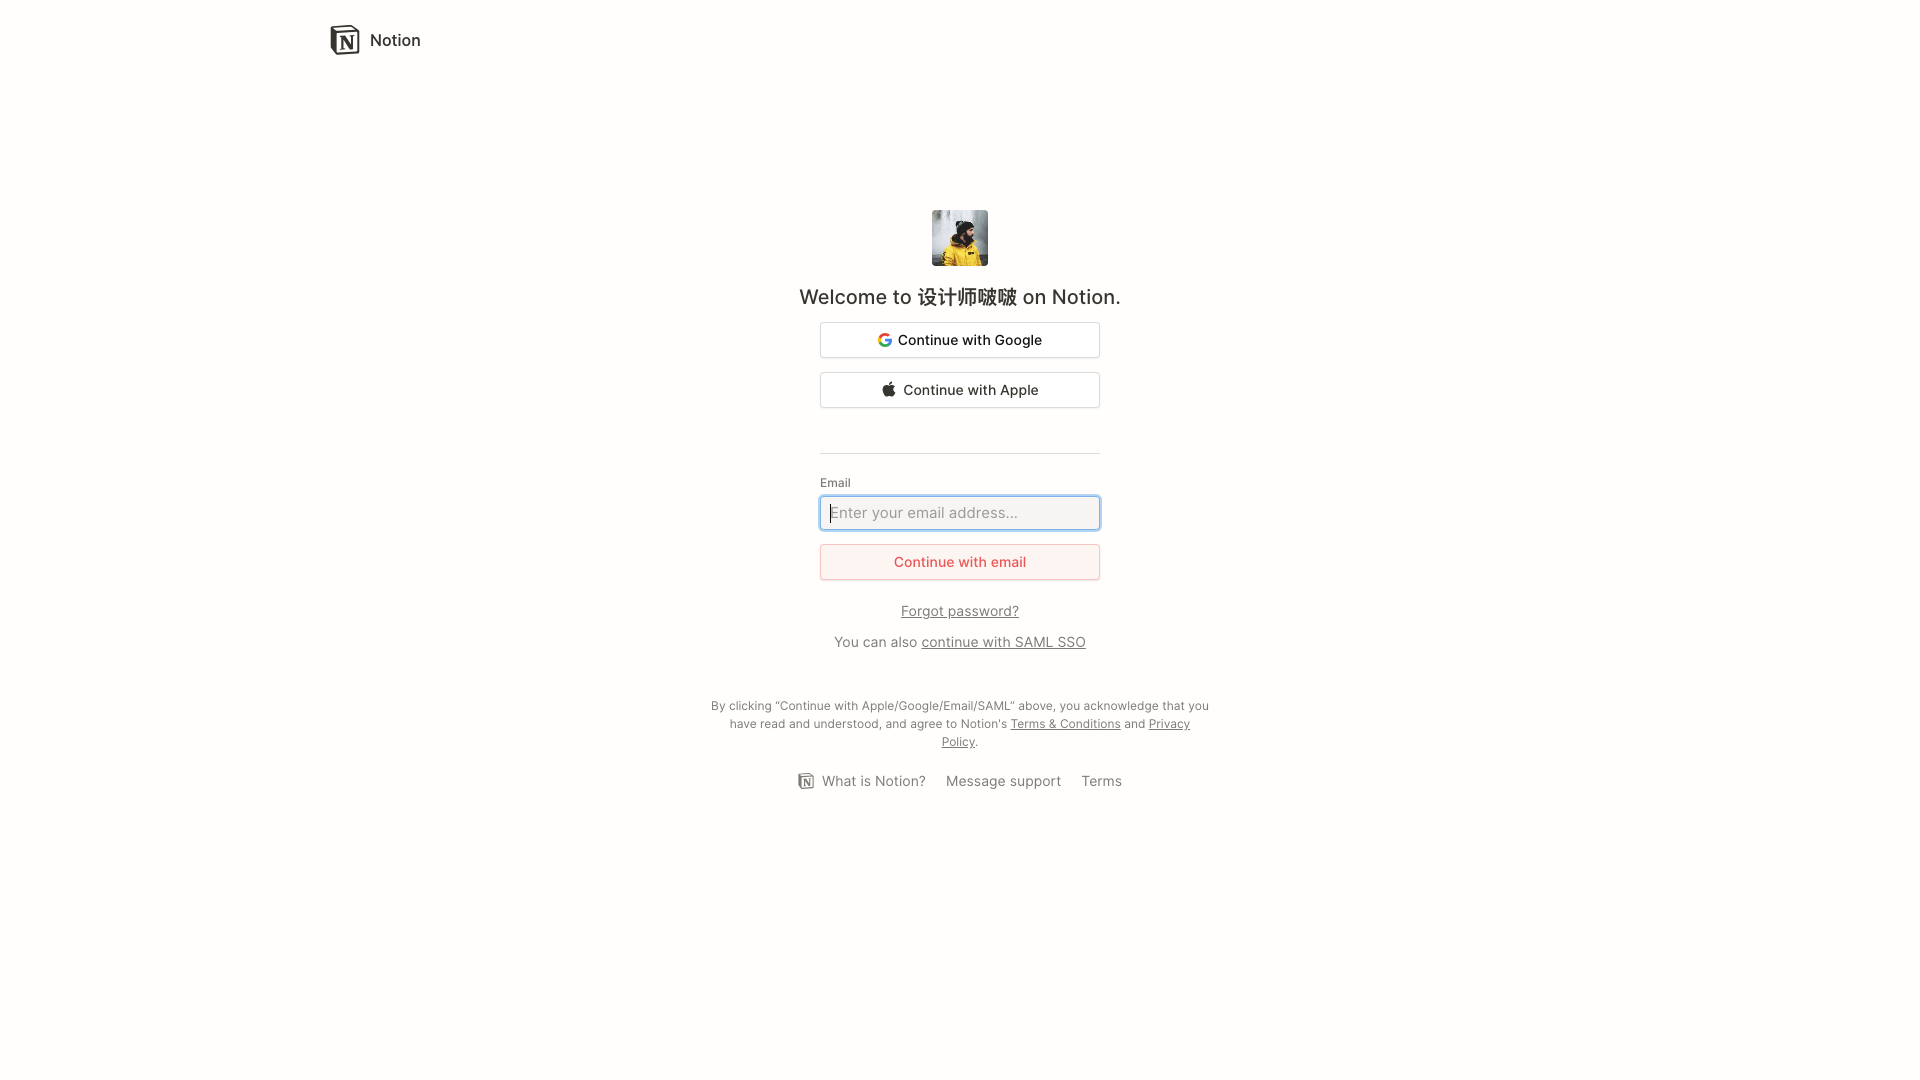 Notion
Welcome to 设计师啵啵 on Notion.
Continue with Google
Continue with Apple
Email
Enter your email address...
Continue with email
Forgot password?
You can also continue with SAML SSO
By clicking “Continue with Apple/Google/Email/SAML” above, you acknowledge that you
have read and understood, and agree to Notion's Terms & Conditions and Privacy
Policy.
What is Notion? Message support Terms